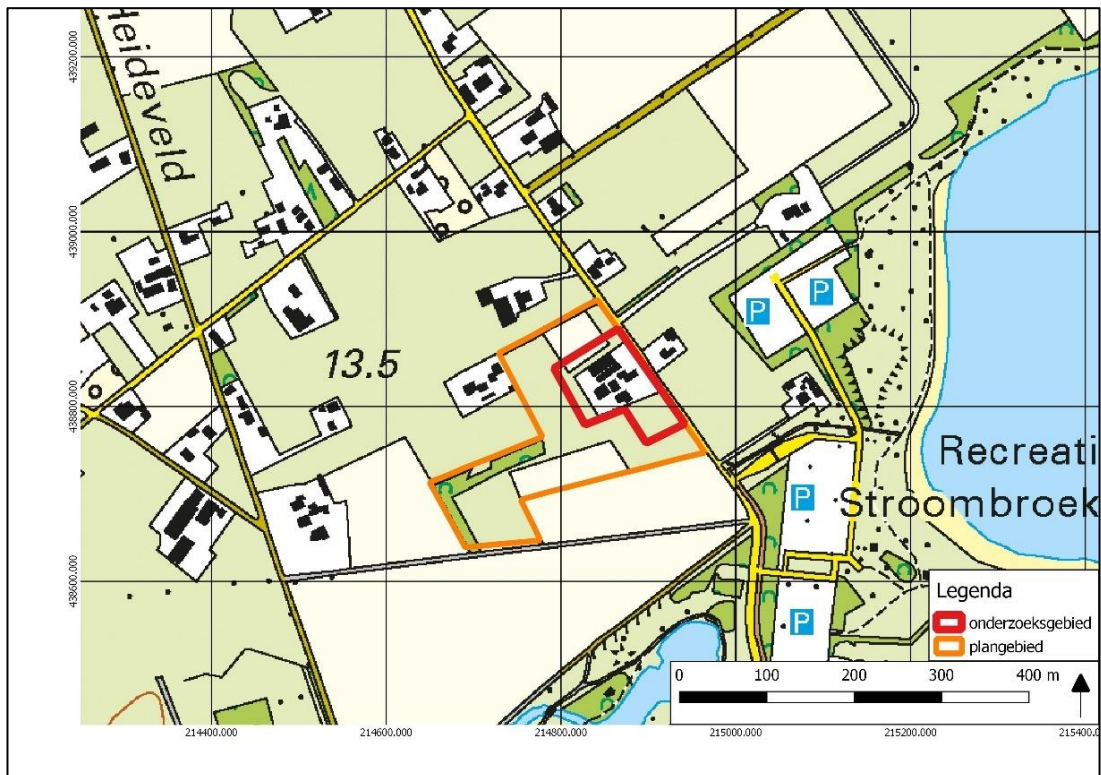 Heideveld
13.5
P
P
Recreati
P
Stroombroek
P
Legenda
onderzoeksgebied
plangebied
0 100 200 300 400 m
439200.000
439000.000
438800.000
438600.000
214400.000 214600.000 214800.000 215000.000 215200.000 215400.0